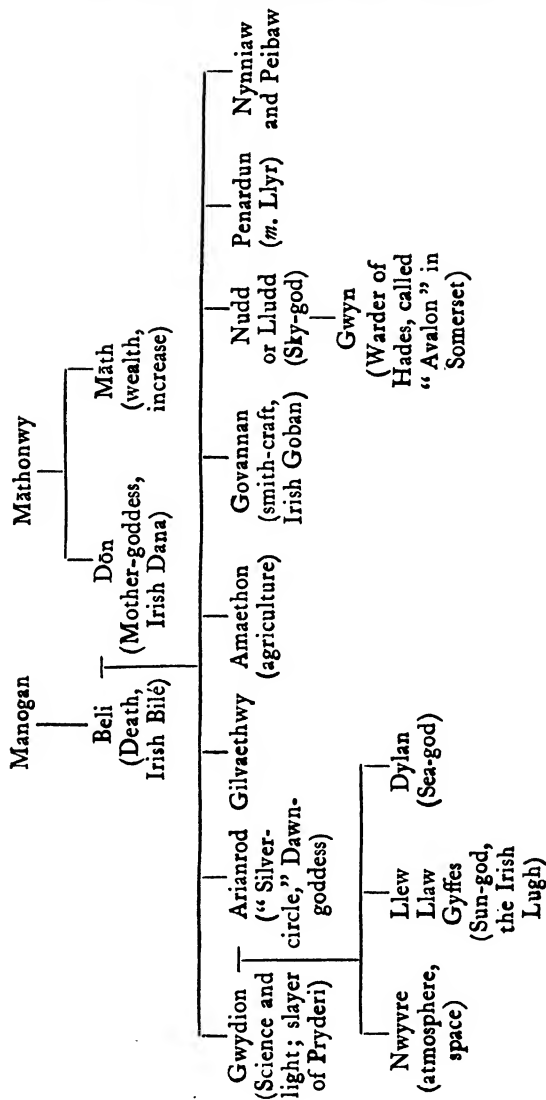 Manogan
Māthonwy
Beli
(Death,
Irish Bilé)
Dōn
(Mother-goddess,
Irish Dana)
Māth
(wealth,
increase)
Gwydion
(Science and
light; slayer
of Pryderi)
Arianrod
(“Silver-
circle,” Dawn-
goddess)
Gilvaethwy
Amaethon
(agriculture)
Govannan
(smith-craft,
Irish Goban)
Nudd
or Lludd
(Sky-god)
Penardun
(m. Llyr)
Nynniaw
and Peibaw
Gwyn
(Warder of
Hades, called
“Avalon” in
Somerset)
Nwyvre
(atmosphere,
space)
Llew
Llaw
Gyffes
(Sun-god,
the Irish
Lugh)
Dylan
(Sea-god)